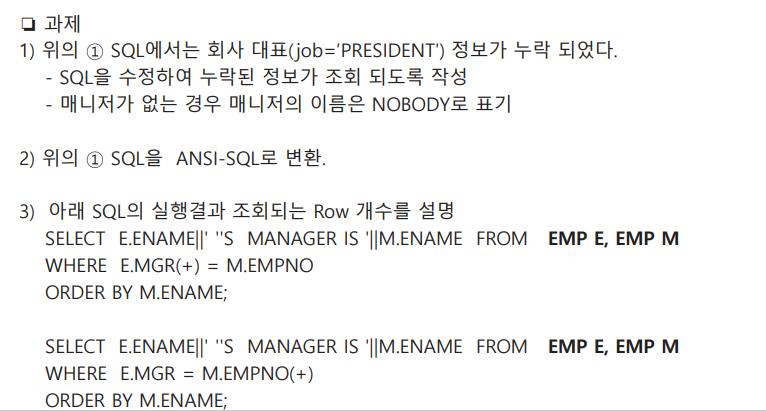 ❏ 과제
1) 위의 ① SQL에서는 회사 대표(job='PRESIDENT') 정보가 누락 되었다.
- SQL을 수정하여 누락된 정보가 조회 되도록 작성
- 매니저가 없는 경우 매니저의 이름은 NOBODY로 표기
2) 위의 ① SQL을 ANSI-SQL로 변환.
3) 아래 SQL의 실행결과 조회되는 Row 개수를 설명
SELECT E.ENAME||' ''S MANAGER IS '||M.ENAME FROM EMP E, EMP M
WHERE E.MGR(+) = M.EMPNO
ORDER BY M.ENAME;
SELECT E.ENAME||' ''S MANAGER IS '||M.ENAME FROM EMP E, EMP M
WHERE E.MGR = M.EMPNO(+)
ORDER BY M.ENAME;